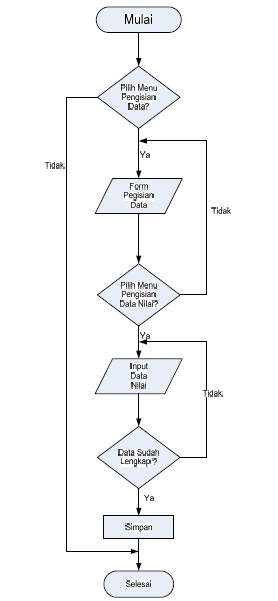 Mulai
Pilih Menu
Pengisian
Data?
Tidak
Ya
Form
Pegisian
Data
Tidak
Pilih Menu
Pengisian
Data Nilai?
Ya
Input
Data
Nilai
Tidak
Data Sudah
Lengkapi?
Ya
Simpan
Selesai